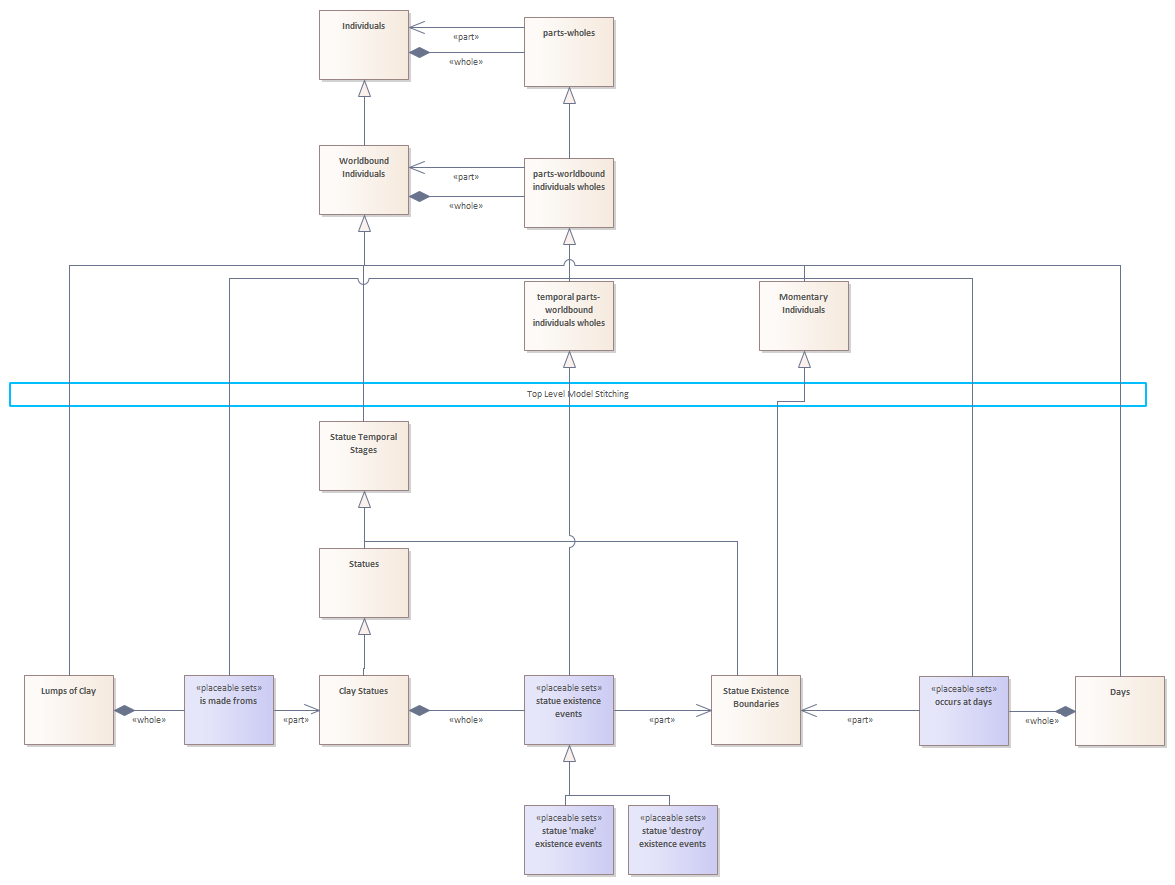 Individuals
«part»
parts-wholes
«whole»
Worldbound
Individuals
«part»
parts-worldbound
individuals wholes
«whole»
temporal parts-
worldbound
individuals wholes
Momentary
Individuals
Top Level Model Stitching
Statue Temporal
Stages
Statues
Lumps of Clay
«whole»
«placeable sets»
is made froms
«part»
Clay Statues
«whole»
«placeable sets»
statue existence
events
«part»
Statue Existence
Boundaries
«part»
«placeable sets»
occurs at days
«whole»
Days
«placeable sets»
statue 'make'
existence events
«placeable sets»
statue 'destroy'
existence events